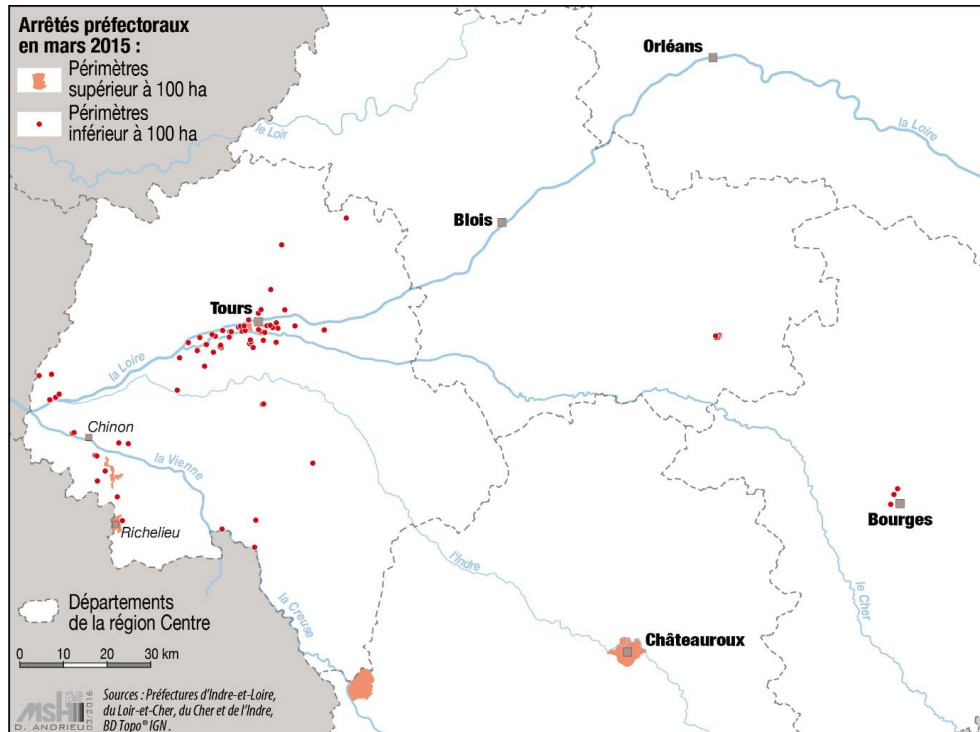 Arrêtés préfectoraux
en mars 2015 :
Périmètres
supérieur à 100 ha
Périmètres
inférieur à 100 ha
Orléans
la Loire
le Loir
Blois
Tours
la Loire
Chinon
la Vienne
Richelieu
Bourges
l'Indre
le Cher
la Creuse
Châteauroux
Départements
de la région Centre
0 10 20 30 km
Sources : Préfectures d'Indre-et-Loire,
du Loir-et-Cher, du Cher et de l'Indre,
BD Topo® IGN .
MSH
D. ANDRIEU
03/2016